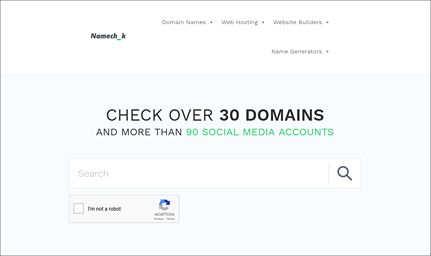 Domain Names
Web Hosting
Website Builders
Namech_k
Name Generators
CHECK OVER 30 DOMAINS
AND MORE THAN 90 SOCIAL MEDIA ACCOUNTS
Search
I'm not a robot
reCAPTCHA
Privacy - Terms